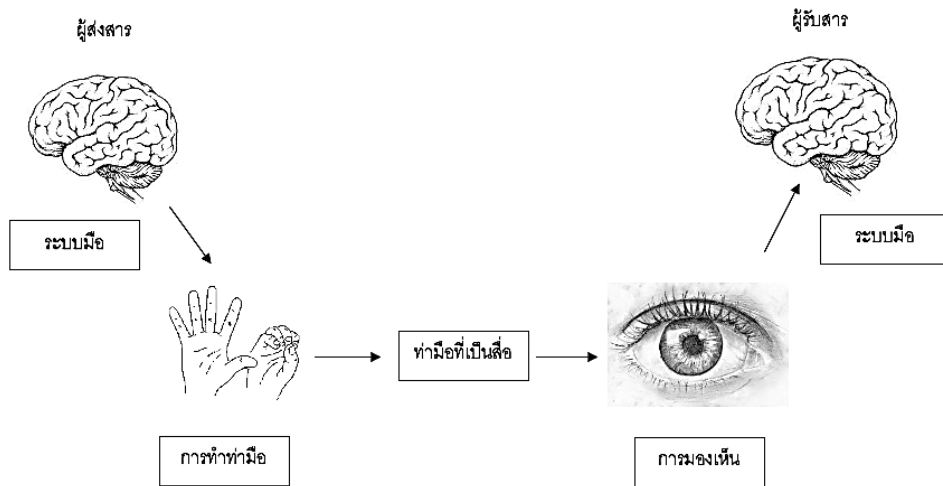 ผู้ส่งสาร
ผู้รับสาร
ระบบมือ
ระบบมือ
ท่ามือที่เป็นสื่อ
การทำท่ามือ
การมองเห็น